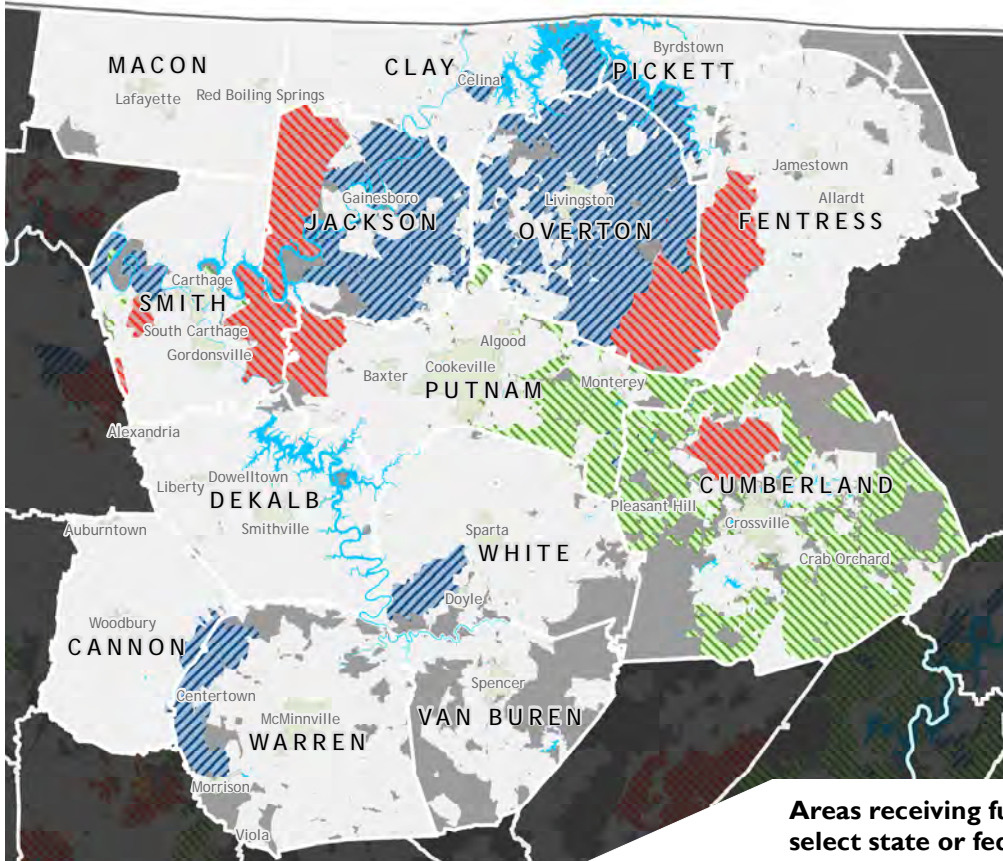 MACON
CLAY
Byrdstown
PICKETT
Celina
Lafayette
Red Boiling Springs
Jamestown
Allardt
Gainesboro
JACKSON
Livingston
OVERTON
FENTRESS
Carthage
SMITH
South Carthage
Gordonsville
Algood
Cookeville
Baxter
PUTNAM
Monterey
Alexandria
Dowelltown
Liberty
DEKALB
Smithville
CUMBERLAND
Pleasant Hill
Crossville
Crab Orchard
Auburntown
Sparta
WHITE
Doyle
Woodbury
CANNON
Centertown
McMinnville
WARREN
Spencer
VAN BUREN
Morrison
Viola
Areas receiving fu
select state or fed